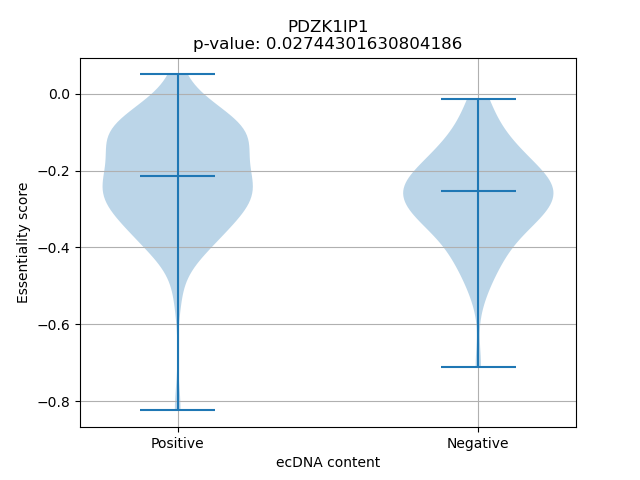 PDZK1IP1
p-value: 0.02744301630804186
0.0
−0.2
−0.4
−0.6
−0.8
Essentiality score
Positive
Negative
ecDNA content